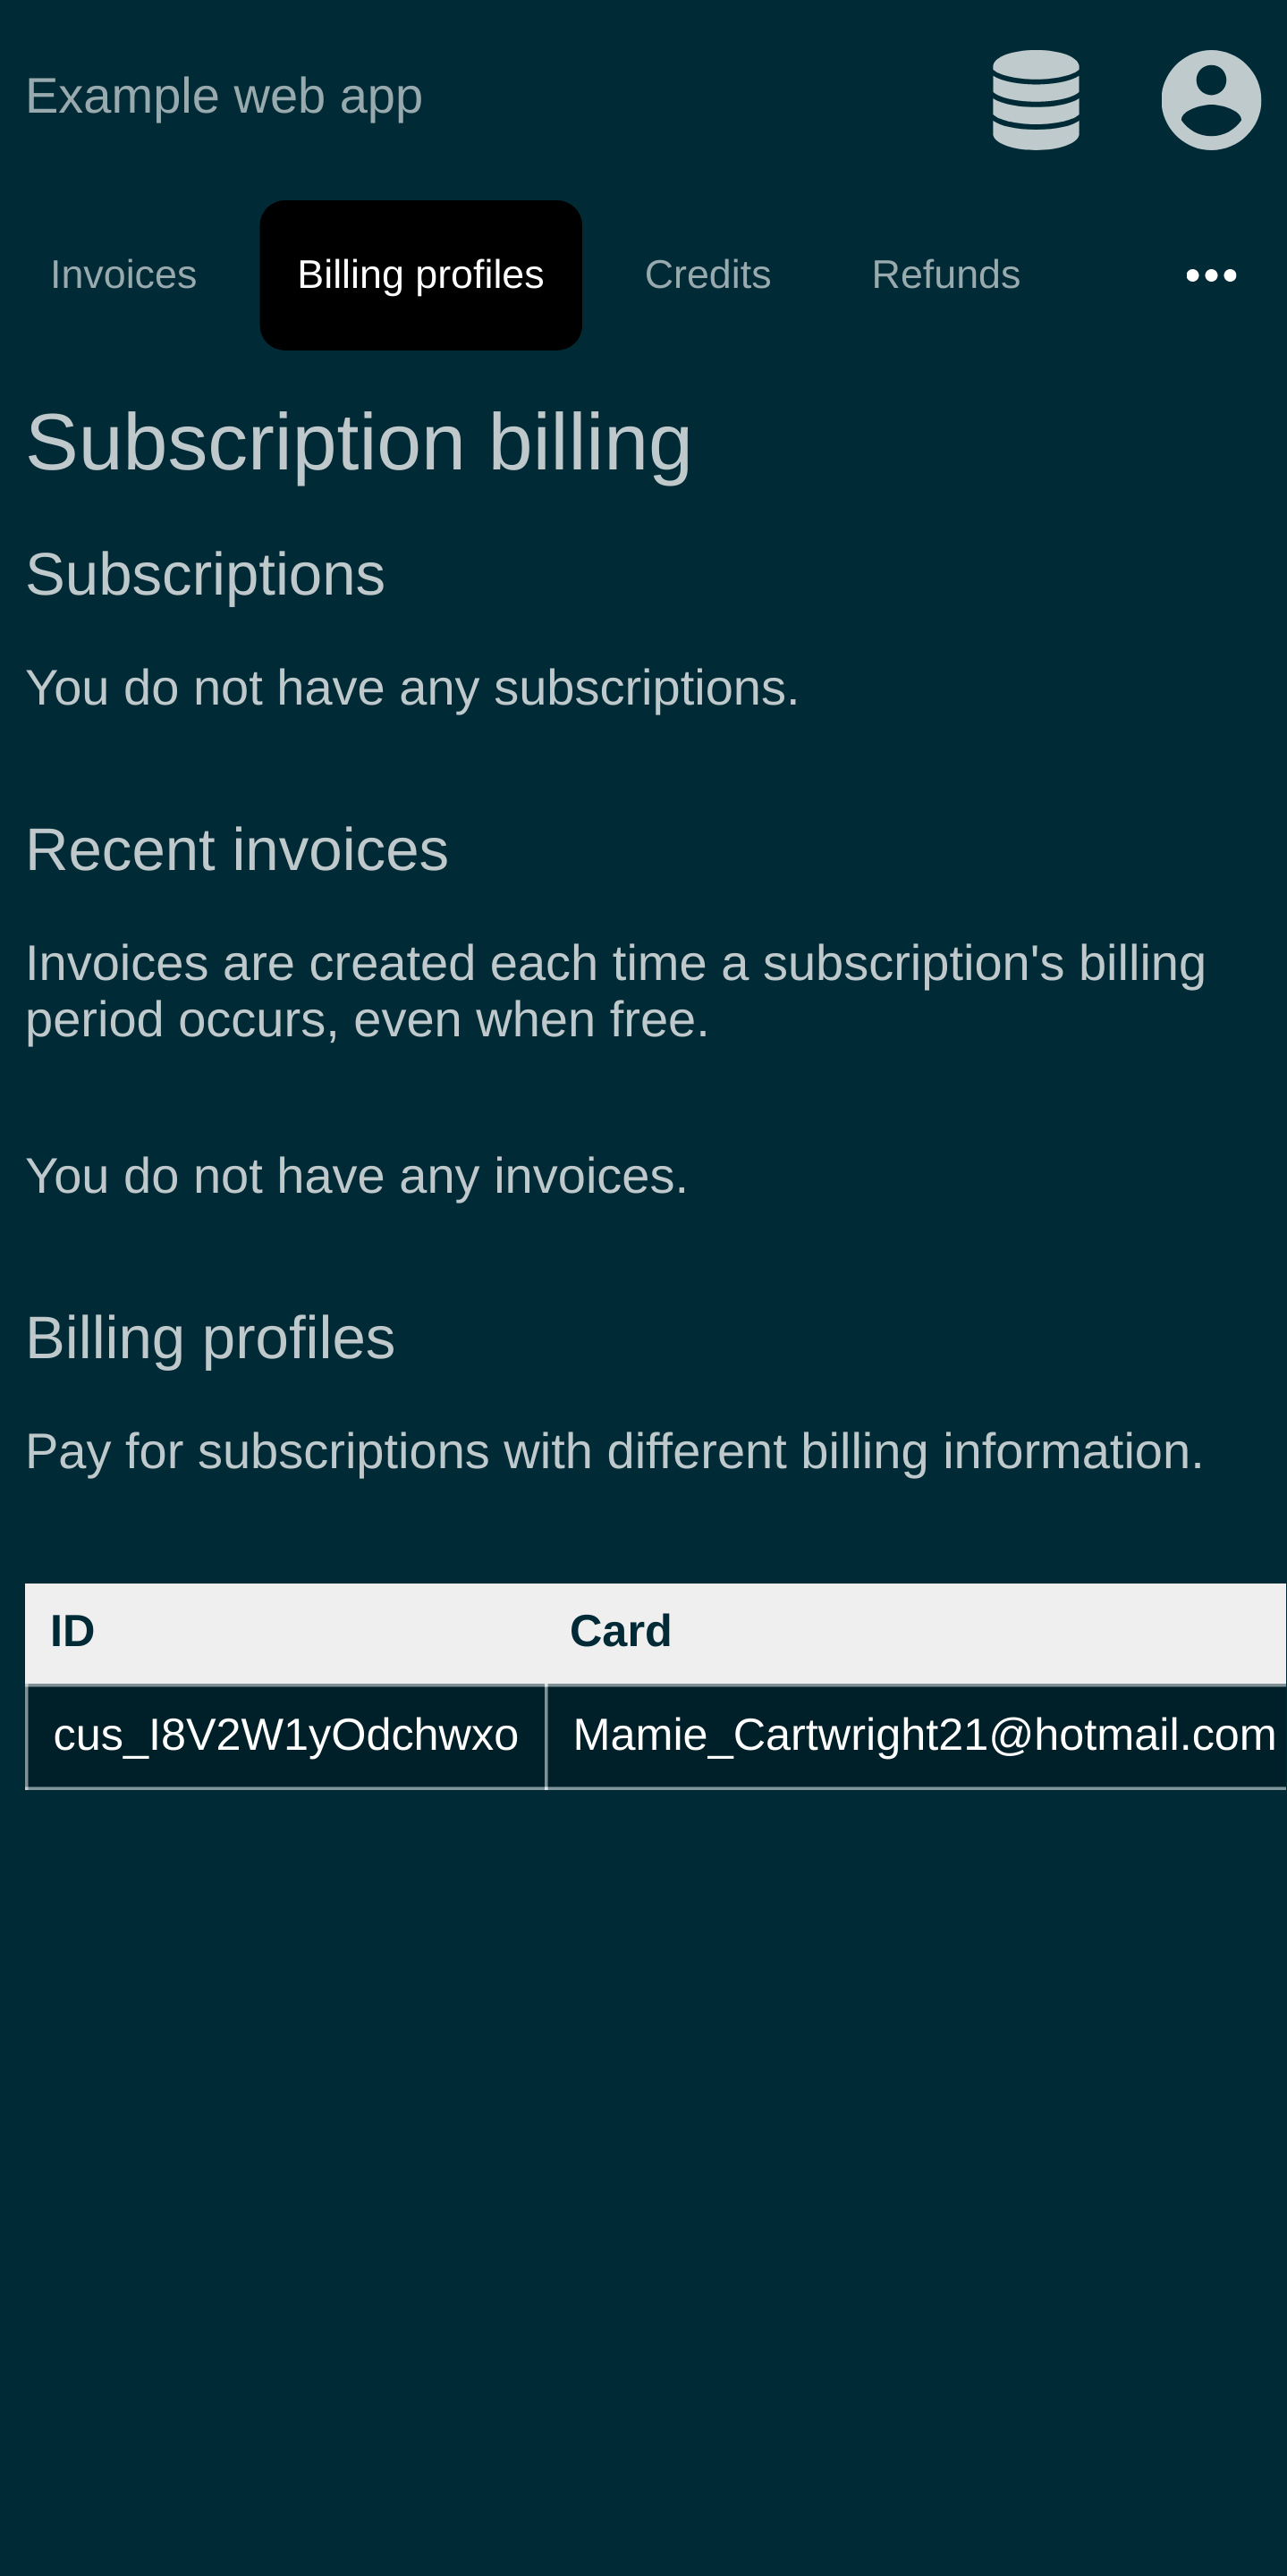 Example web app
Invoices Billing profiles Credits Refunds
Subscription billing
Subscriptions
You do not have any subscriptions.
Recent invoices
Invoices are created each time a subscription's billing
period occurs, even when free.
You do not have any invoices.
Billing profiles
Pay for subscriptions with different billing information.
ID Card
cus_I8V2W1yOdchwxo Mamie_Cartwright21@hotmail.com